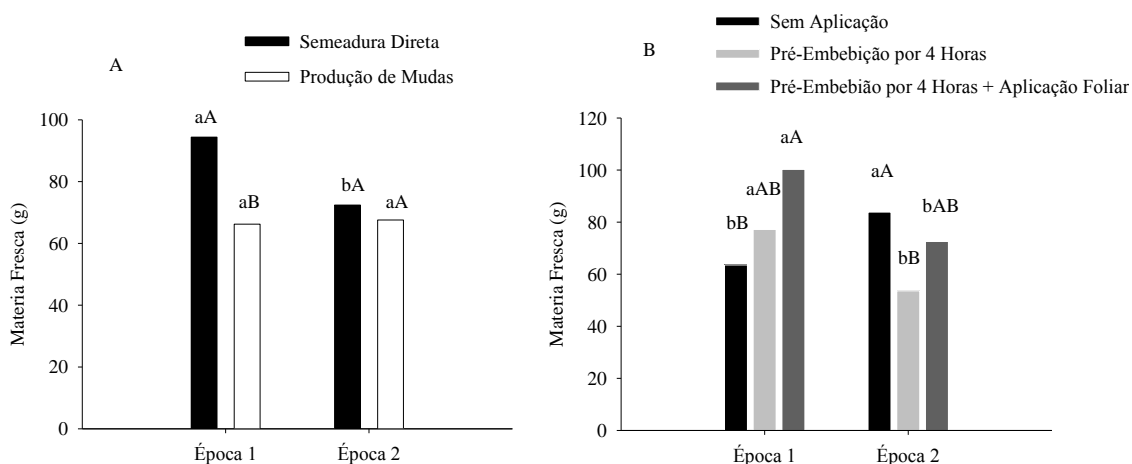 A
Semeadura Direta
Produção de Mudas
Materia Fresca (g)
100
80
60
40
20
0
aA
aB
bA
aA
Época 1
Época 2
B
Sem Aplicação
Pré-Embebição por 4 Horas
Pré-Embebião por 4 Horas + Aplicação Foliar
Materia Fresca (g)
120
100
80
60
40
20
0
bB
aAB
aA
aA
bB
bAB
Época 1
Época 2